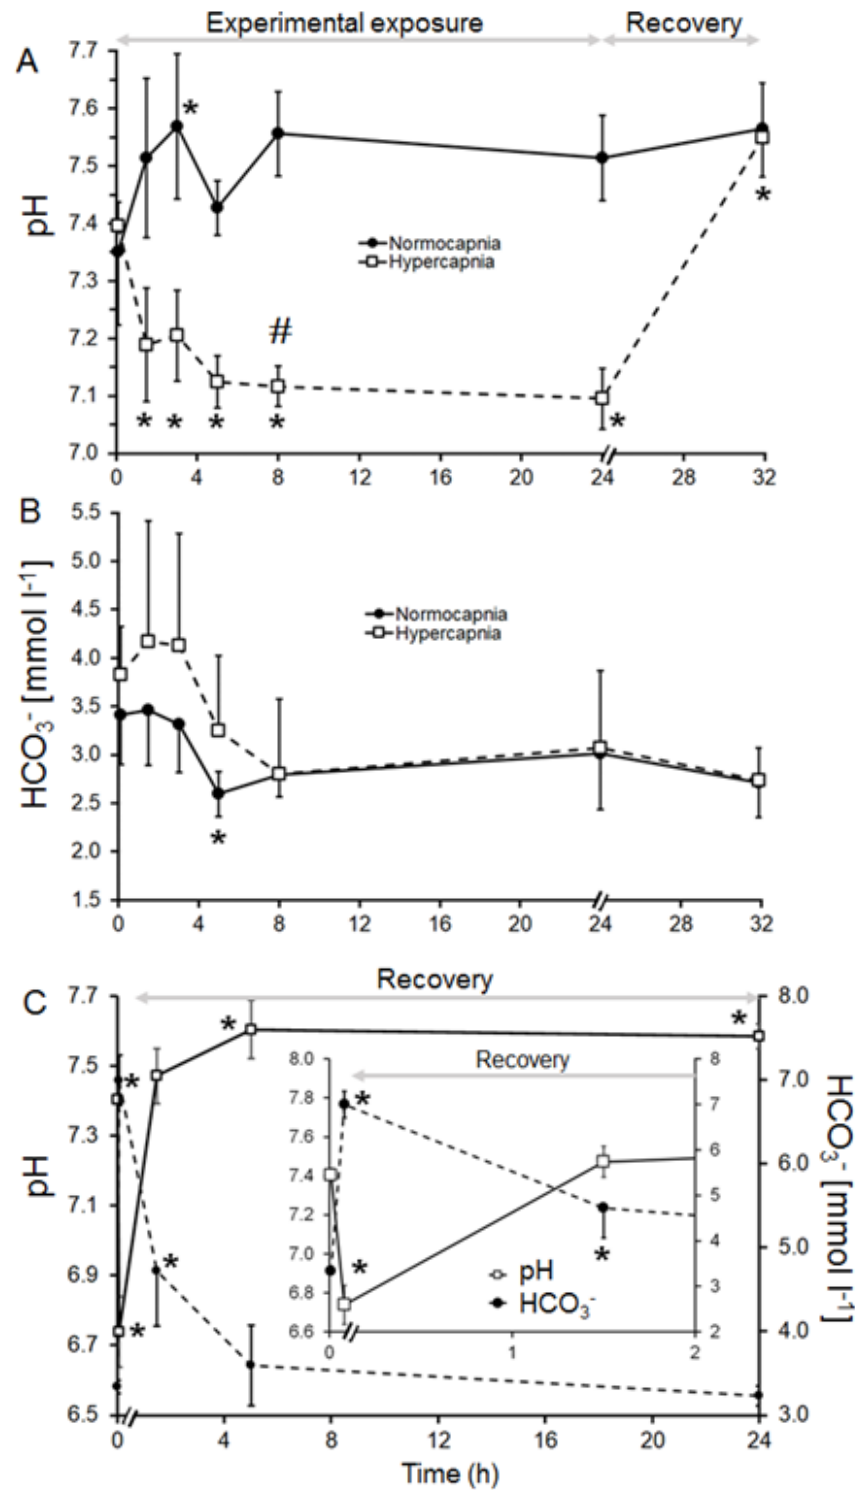 Experimental exposure Recovery
A
7.7
7.6
7.5
7.4
7.3
7.2
7.1
7.0
pH
*
Normocapnia
Hypercapnia
#
* * * * *
*
0 4 8 12 16 20 24 28 32
B
5.5
5.0
4.5
4.0
3.5
3.0
2.5
2.0
1.5
HCO₃⁻ [mmol l⁻¹]
Normocapnia
Hypercapnia
*
0 4 8 12 16 20 24 28 32
C
Recovery
7.7
7.5
7.3
7.1
6.9
6.7
6.5
pH
8.0
7.0
6.0
5.0
4.0
3.0
HCO₃⁻ [mmol l⁻¹]
* *
*
*
*
Recovery
8.0
7.8
7.6
7.4
7.2
7.0
6.8
6.6
8
7
6
5
4
3
2
*
*
*
pH
HCO₃⁻
0 1 2
0 4 8 12 16 20 24
Time (h)